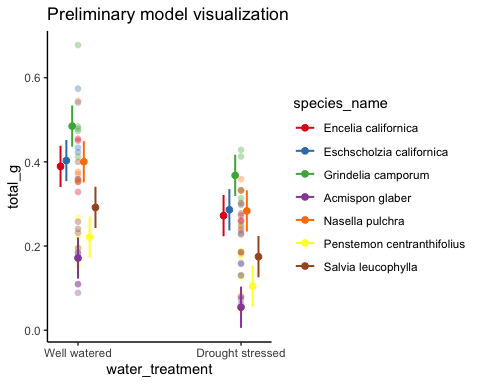 Preliminary model visualization
total_g
0.6
0.4
0.2
0.0
Well watered
Drought stressed
water_treatment
species_name
Encelia californica
Eschscholzia californica
Grindelia camporum
Acmispon glaber
Nasella pulchra
Penstemon centranthifolius
Salvia leucophylla